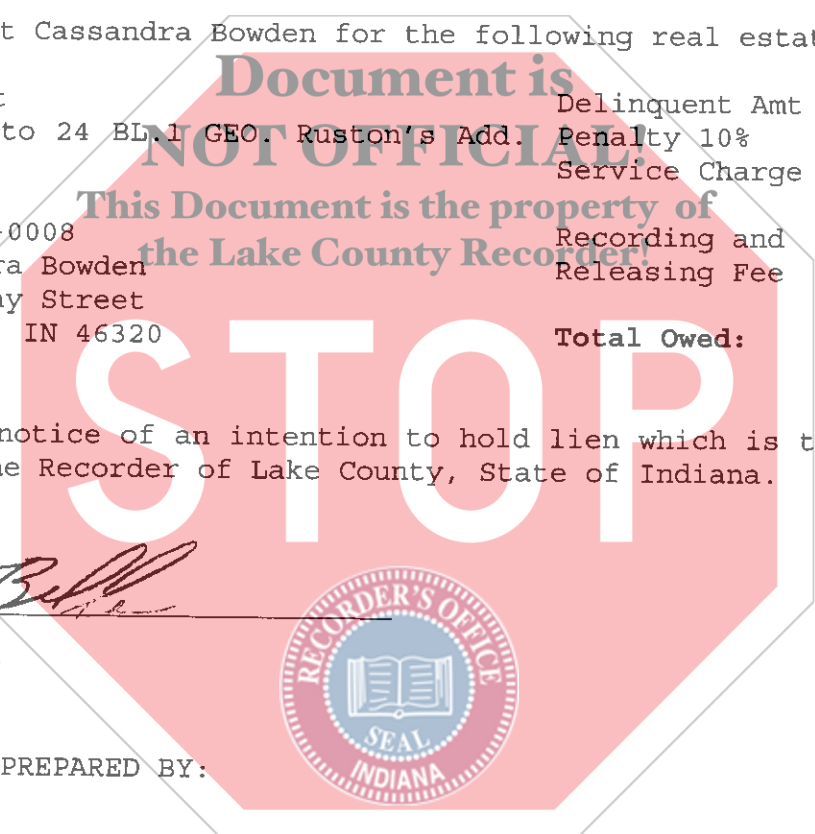 t Cassandra Bowden for the following real estat
Document is
t Delinquent Amt
to 24 BL.1 GEO. Ruston's Add. Penalty 10%
NOT OFFICIAL!
Service Charge
This Document is the property of
-0008 Recording and
the Lake County Recorder!
ra Bowden Releasing Fee
ny Street
IN 46320 Total Owed:
STOP
notice of an intention to hold lien which is t
ne Recorder of Lake County, State of Indiana.
RECORDER'S OFFICE
SEAL
INDIANA
PREPARED BY: